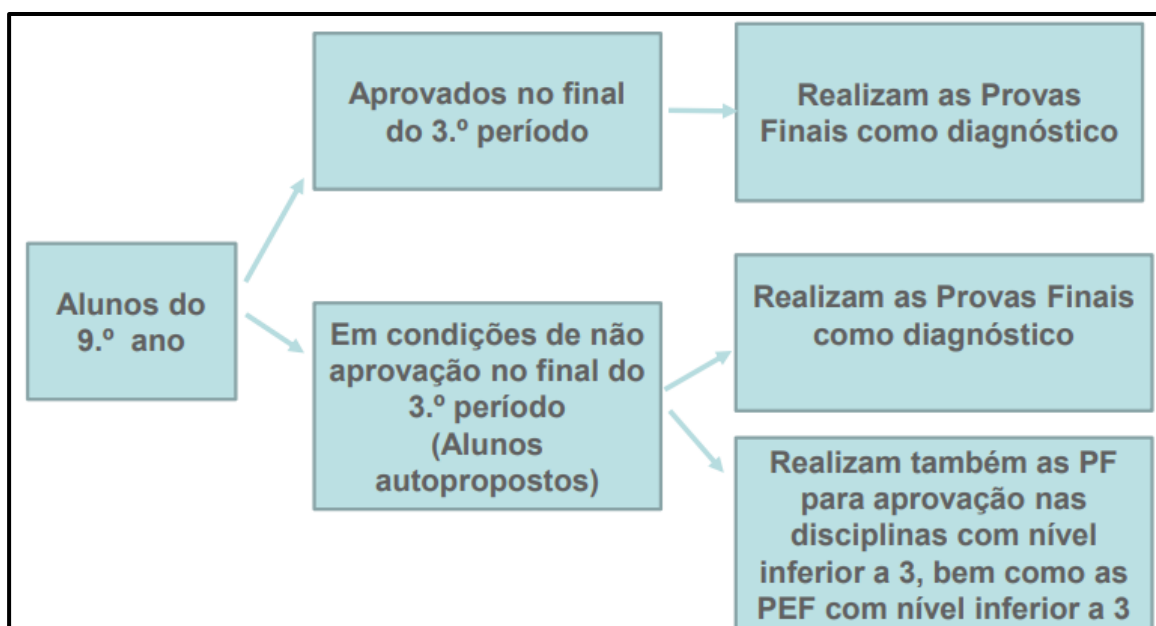 Alunos do
9.º ano
Aprovados no final
do 3.º período
Realizam as Provas
Finais como diagnóstico
Em condições de não
aprovação no final do
3.º período
(Alunos
autopropostos)
Realizam as Provas Finais
como diagnóstico
Realizam também as PF
para aprovação nas
disciplinas com nível
inferior a 3, bem como as
PEF com nível inferior a 3